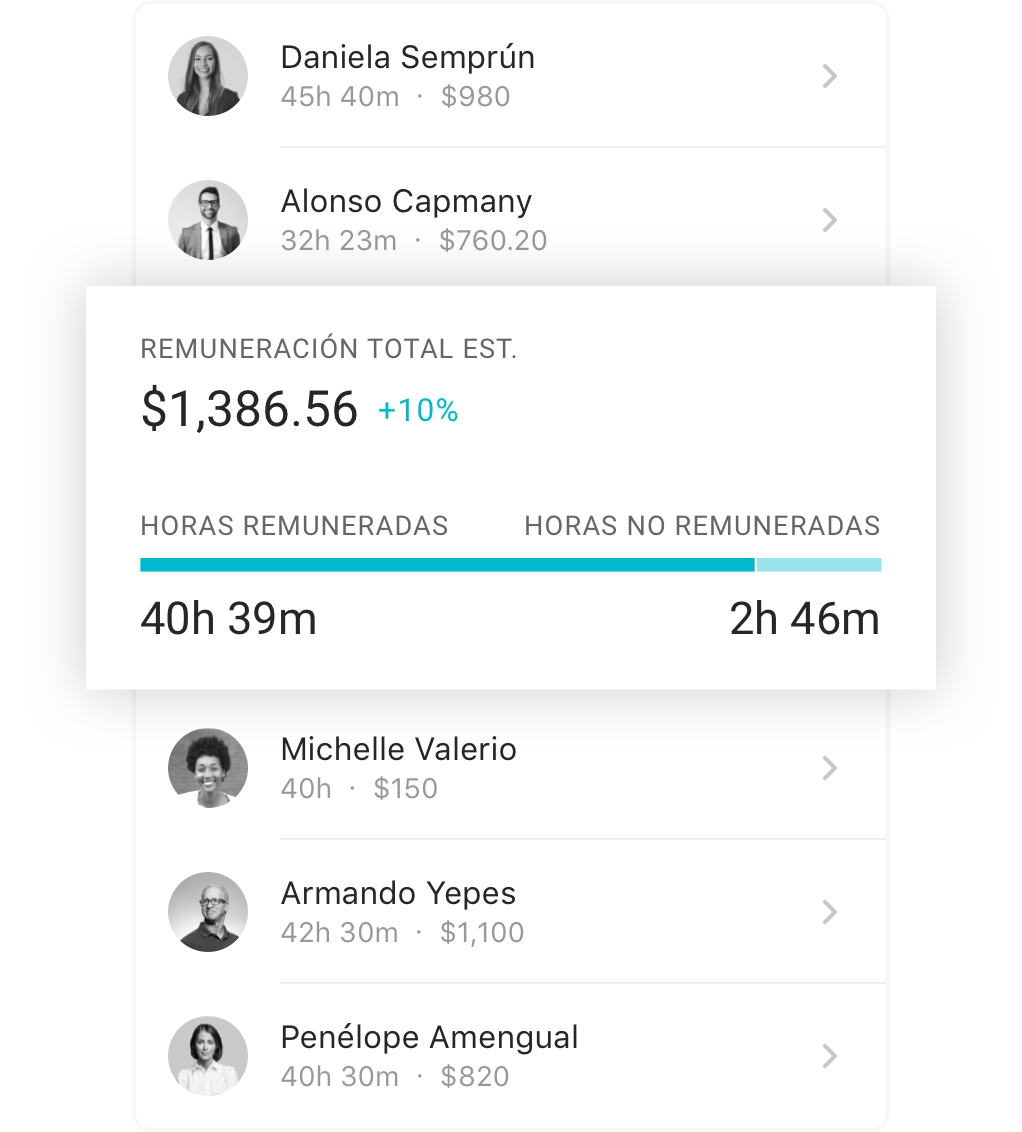 Daniela Semprún
45h 40m · $980
Alonso Capmany
32h 23m · $760.20
REMUNERACIÓN TOTAL EST.
$1,386.56 +10%
HORAS REMUNERADAS HORAS NO REMUNERADAS
40h 39m 2h 46m
Michelle Valerio
40h · $150
Armando Yepes
42h 30m · $1,100
Penélope Amengual
40h 30m · $820